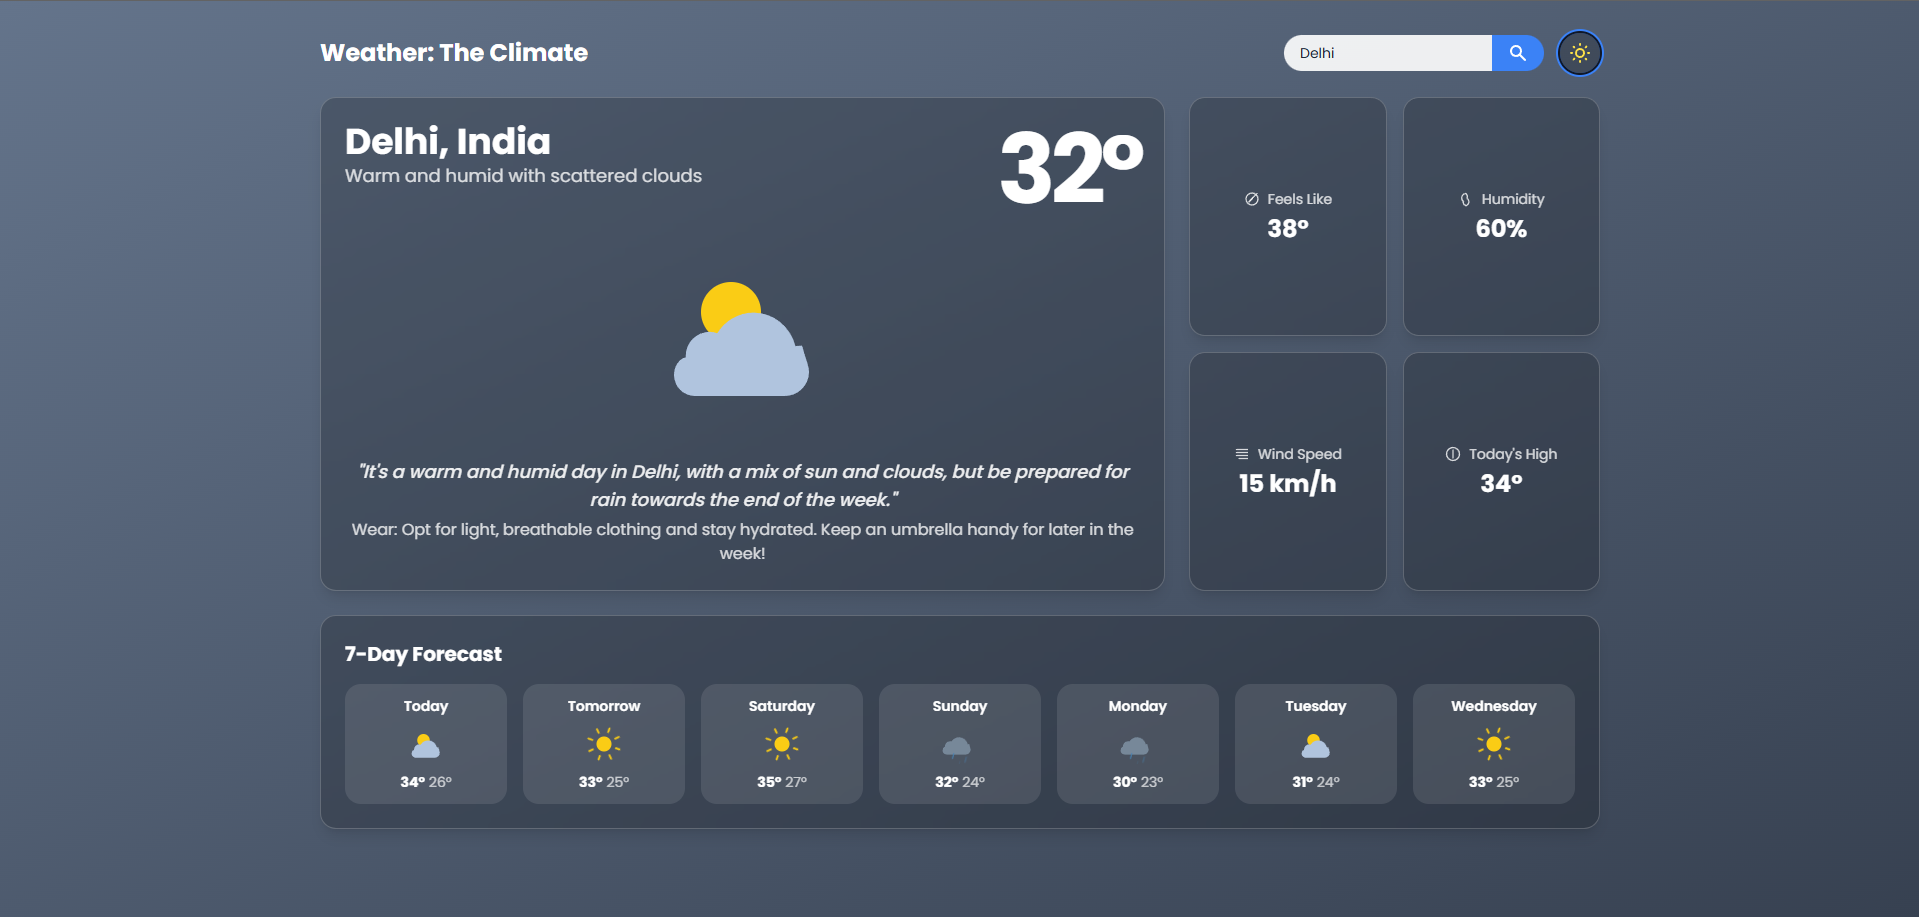 Weather: The Climate
Delhi
Delhi, India
Warm and humid with scattered clouds
32°
Feels Like
38°
Humidity
60%
Wind Speed
15 km/h
Today's High
34°
"It's a warm and humid day in Delhi, with a mix of sun and clouds, but be prepared for
rain towards the end of the week."
Wear: Opt for light, breathable clothing and stay hydrated. Keep an umbrella handy for later in the
week!
7-Day Forecast
Today
34° 26°
Tomorrow
33° 25°
Saturday
35° 27°
Sunday
32° 24°
Monday
30° 23°
Tuesday
31° 24°
Wednesday
33° 25°